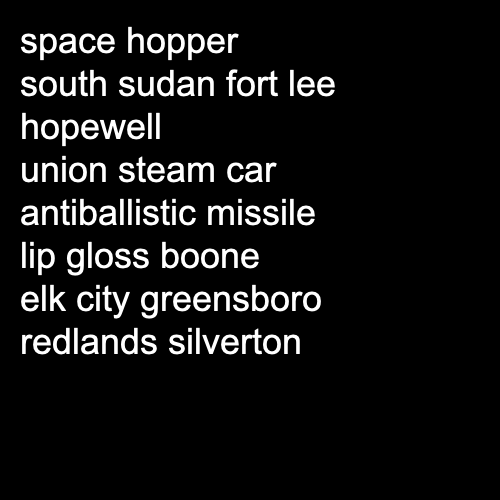 space hopper
south sudan fort lee
hopewell
union steam car
antiballistic missile
lip gloss boone
elk city greensboro
redlands silverton